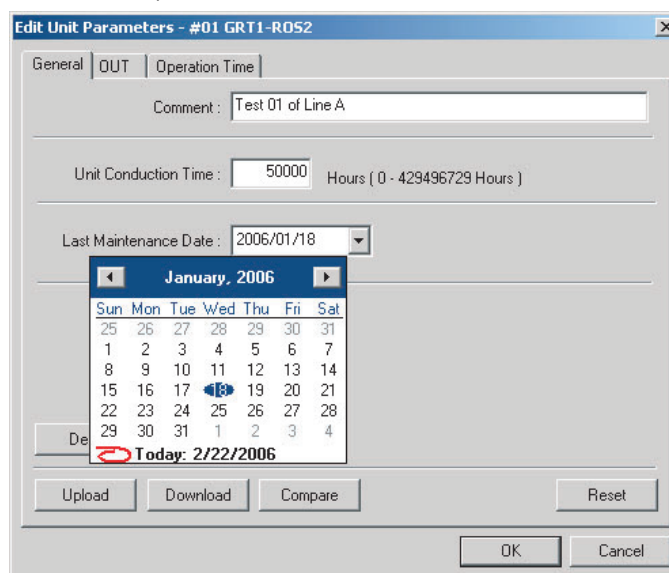 Edit Unit Parameters - #01 GRT1-ROS2
General OUT Operation Time
Comment : Test 01 of Line A
Unit Conduction Time : 50000 Hours ( 0 - 429496729 Hours )
Last Maintenance Date : 2006/01/18
January, 2006
Sun Mon Tue Wed Thu Fri Sat
25 26 27 28 29 30 31
1 2 3 4 5 6 7
8 9 10 11 12 13 14
15 16 17 18 19 20 21
22 23 24 25 26 27 28
29 30 31 1 2 3 4
De
Today: 2/22/2006
Upload Download Compare Reset
OK Cancel